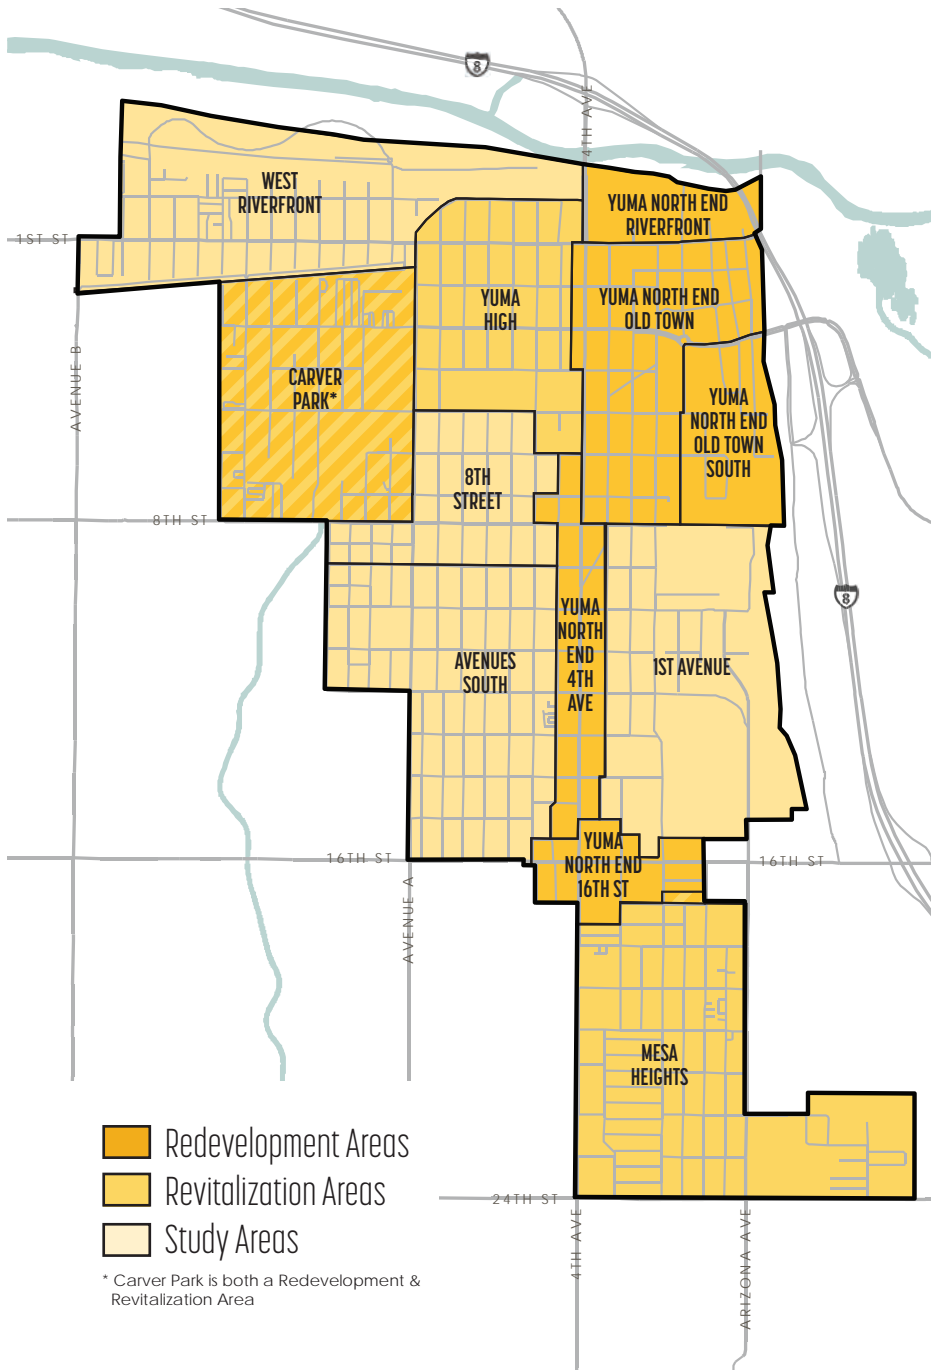 8
4TH AVE
WEST
RIVERFRONT
YUMA NORTH END
RIVERFRONT
1ST ST
YUMA
HIGH
YUMA NORTH END
OLD TOWN
AVENUE B
CARVER
PARK*
YUMA
NORTH END
OLD TOWN
SOUTH
8TH
STREET
8TH ST
8
YUMA
NORTH
END
4TH
AVE
AVENUES
SOUTH
1ST AVENUE
16TH ST
YUMA
NORTH END
16TH ST
16TH ST
AVENUE A
MESA
HEIGHTS
Redevelopment Areas
Revitalization Areas
Study Areas
24TH ST
4TH AVE
ARIZONA AVE
* Carver Park is both a Redevelopment &
Revitalization Area